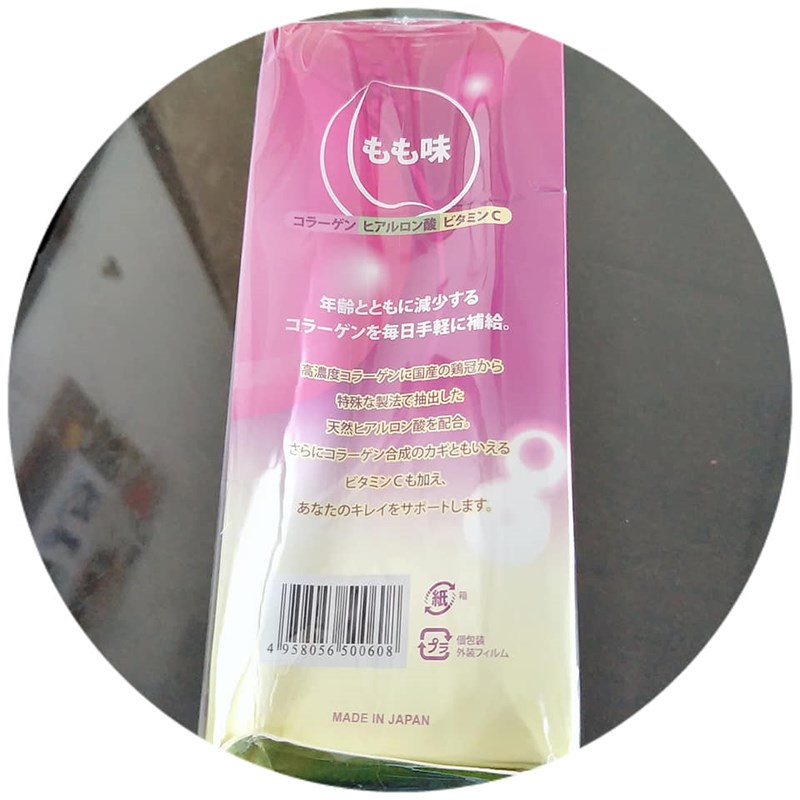 もも味
コラーゲン ヒアルロン酸 ビタミンC
年齢とともに減少する
コラーゲンを毎日手軽に補給。
高濃度コラーゲンに国産の鶏冠から
特殊な製法で抽出した
天然ヒアルロン酸を配合。
さらにコラーゲン合成のカギともいえる
ビタミンCも加え、
あなたのキレイをサポートします。
4 958056 500608
紙 箱
プラ 個包装
外装フィルム
MADE IN JAPAN